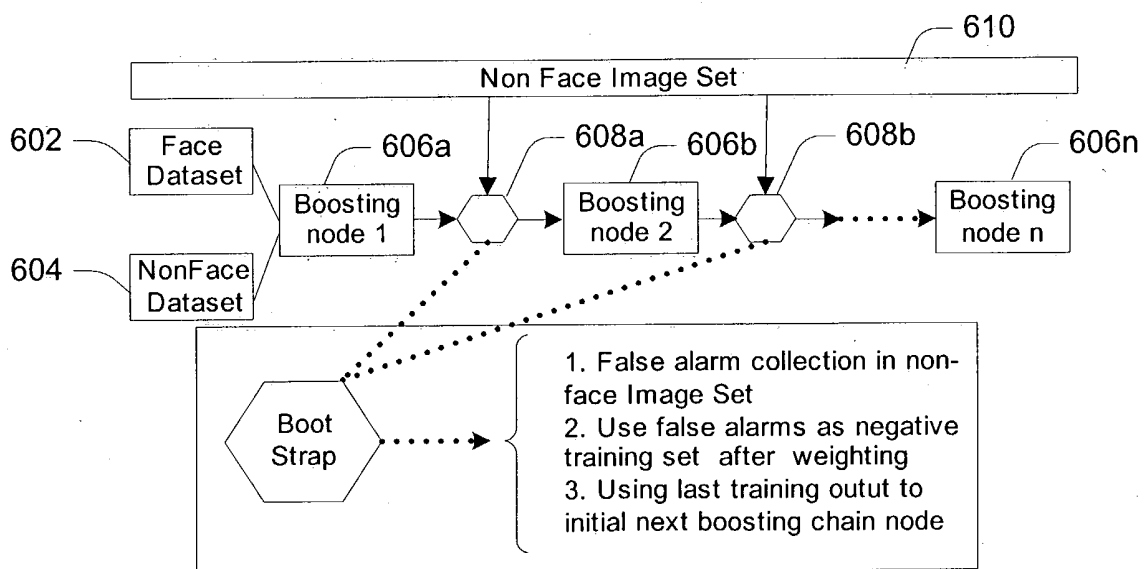 610
Non Face Image Set
602
Face
Dataset
606a
608a
606b
608b
606n
Boosting
node 1
Boosting
node 2
Boosting
node n
604
NonFace
Dataset
Boot
Strap
1. False alarm collection in non-
face Image Set
2. Use false alarms as negative
training set after weighting
3. Using last training outut to
initial next boosting chain node